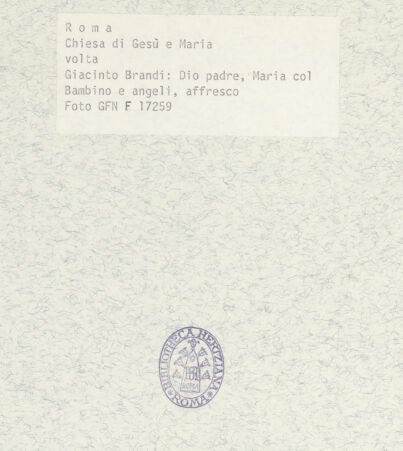 R o m a
Chiesa di Gesù e Maria
volta
Giacinto Brandi: Dio padre, Maria col
Bambino e angeli, affresco
Foto GFN F 17259
BIBLIOTHECA HERTZIANA
ROMA